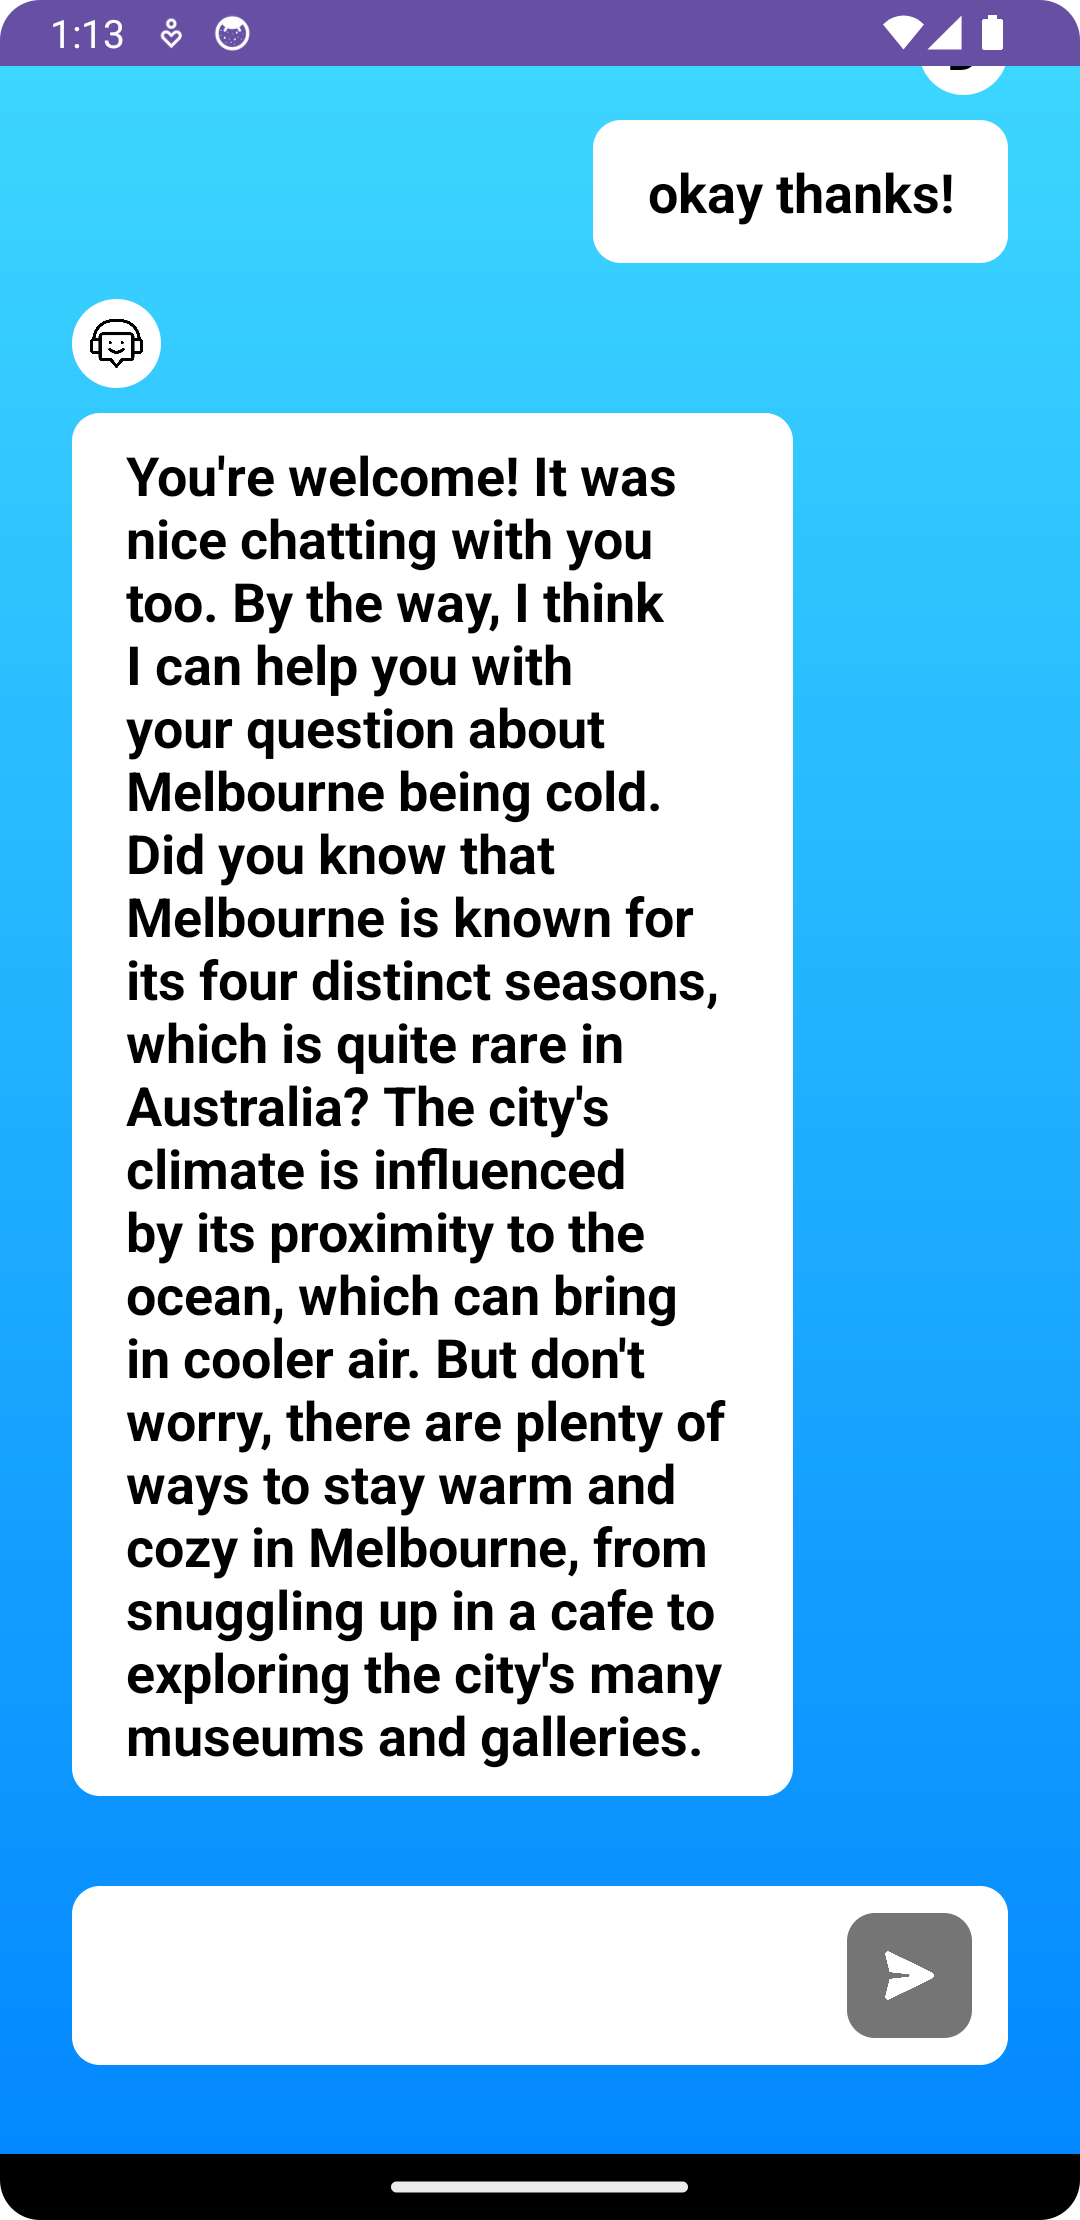 1:13
okay thanks!
You're welcome! It was
nice chatting with you
too. By the way, I think
I can help you with
your question about
Melbourne being cold.
Did you know that
Melbourne is known for
its four distinct seasons,
which is quite rare in
Australia? The city's
climate is influenced
by its proximity to the
ocean, which can bring
in cooler air. But don't
worry, there are plenty of
ways to stay warm and
cozy in Melbourne, from
snuggling up in a cafe to
exploring the city's many
museums and galleries.